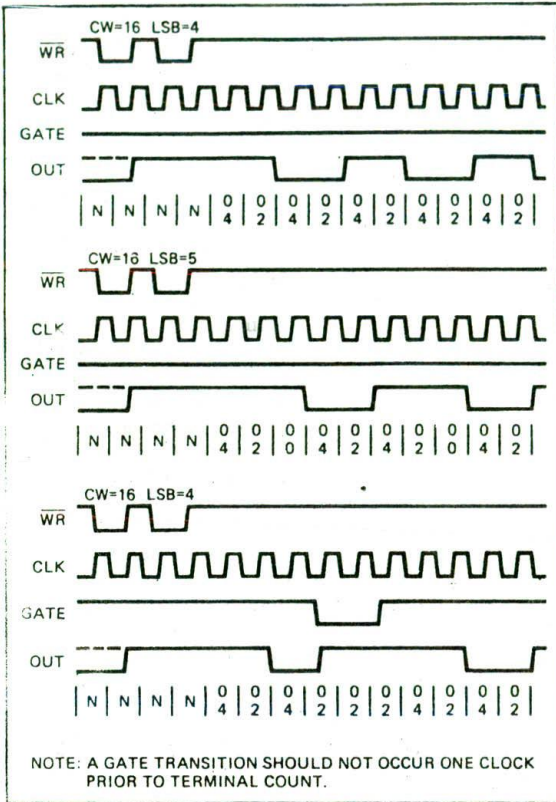 CW=16 LSB=4
WR
CLK
GATE
OUT
| N | N | N | N | 0 | 0 | 0 | 0 | 0 | 0 | 0 | 0 | 0 | 0 |
4 2 4 2 4 2 4 2 4 2
CW=16 LSB=5
WR
CLK
GATE
OUT
| N | N | N | N | 0 | 0 | 0 | 0 | 0 | 0 | 0 | 0 | 0 | 0 |
4 2 0 4 2 4 2 0 4 2
CW=16 LSB=4
WR
CLK
GATE
OUT
| N | N | N | N | 0 | 0 | 0 | 0 | 0 | 0 | 0 | 0 | 0 | 0 |
4 2 4 2 2 2 4 2 4 2
NOTE: A GATE TRANSITION SHOULD NOT OCCUR ONE CLOCK
PRIOR TO TERMINAL COUNT.